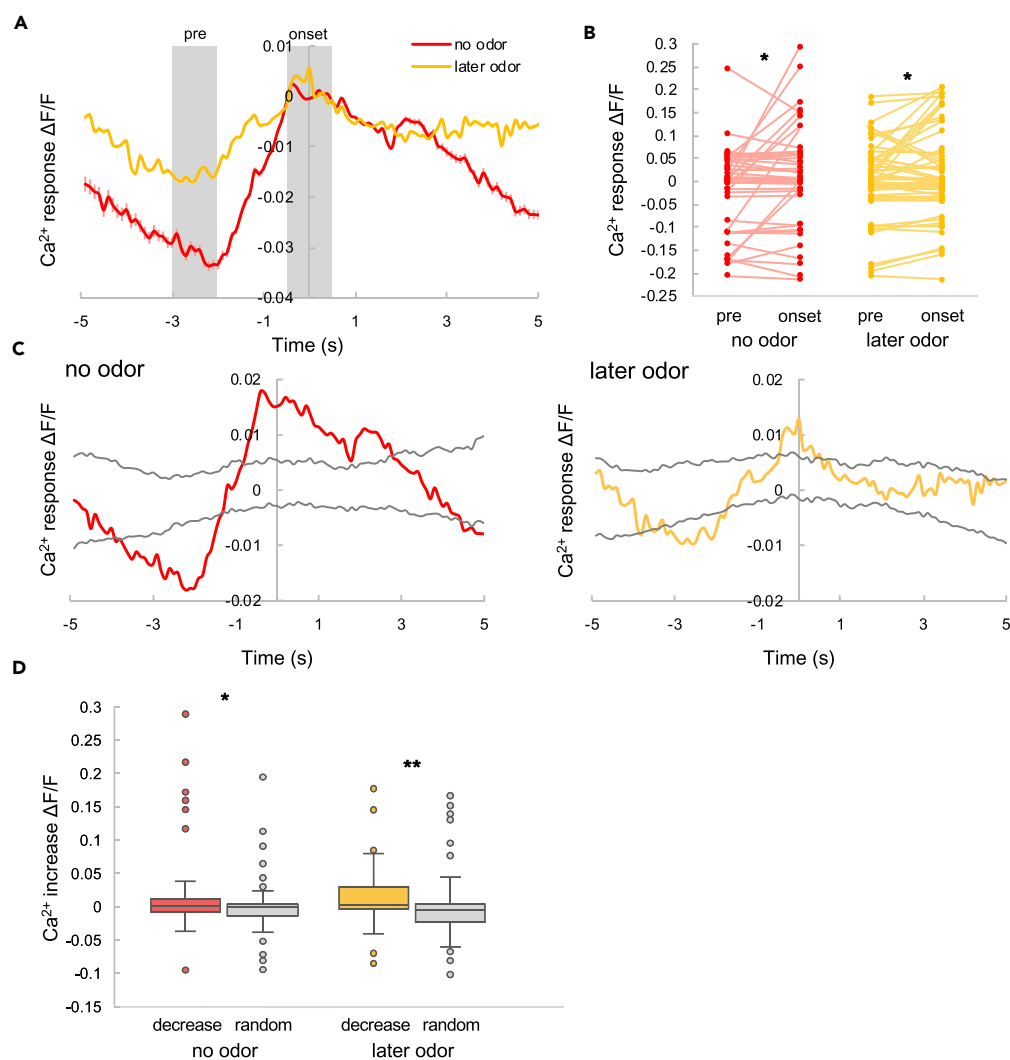 A
pre
onset
no odor
later odor
0.01
0
-0.01
-0.02
-0.03
-0.04
Ca2+ response ΔF/F
-5
-3
-1
1
3
5
Time (s)
B
0.3
0.25
0.2
0.15
0.1
0.05
0
-0.05
-0.1
-0.15
-0.2
-0.25
Ca2+ response ΔF/F
*
*
pre onset pre onset
no odor later odor
C
no odor
0.02
0.01
0
-0.01
-0.02
Ca2+ response ΔF/F
-5 -3 -1 1 3 5
Time (s)
later odor
0.02
0.01
0
-0.01
-0.02
Ca2+ response ΔF/F
-5 -3 -1 1 3 5
Time (s)
D
0.3
0.25
0.2
0.15
0.1
0.05
0
-0.05
-0.1
-0.15
Ca2+ increase ΔF/F
*
**
decrease random decrease random
no odor later odor